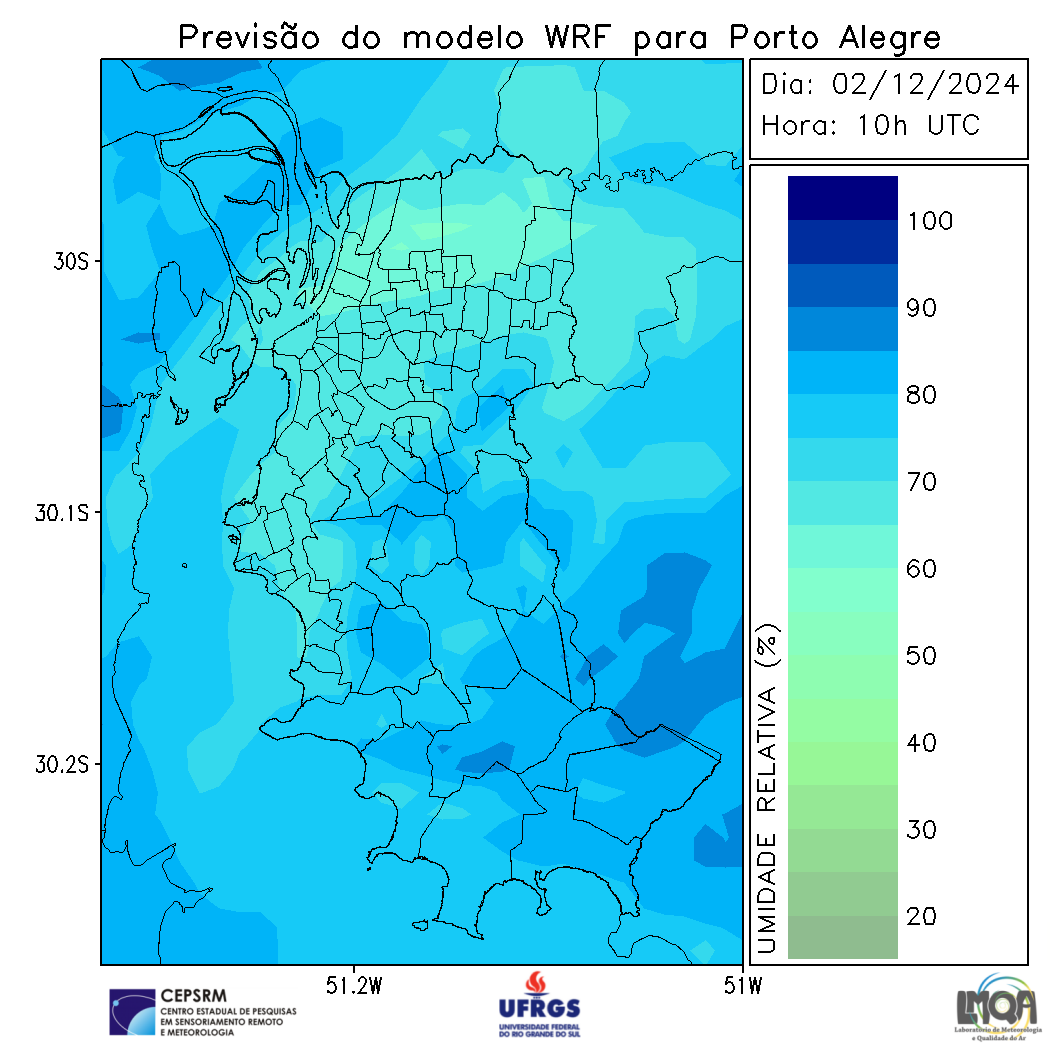 Previsão do modelo WRF para Porto Alegre
Dia: 02/12/2024
Hora: 10h UTC
100
90
80
70
60
50
40
30
20
UMIDADE RELATIVA (%)
30S
30.1S
30.2S
51.2W
51W
CEPSRM
CENTRO ESTADUAL DE PESQUISAS
EM SENSORIAMENTO REMOTO
E METEOROLOGIA
UFRGS
UNIVERSIDADE FEDERAL
DO RIO GRANDE DO SUL
LMQA
Laboratório de Meteorologia
e Qualidade do Ar